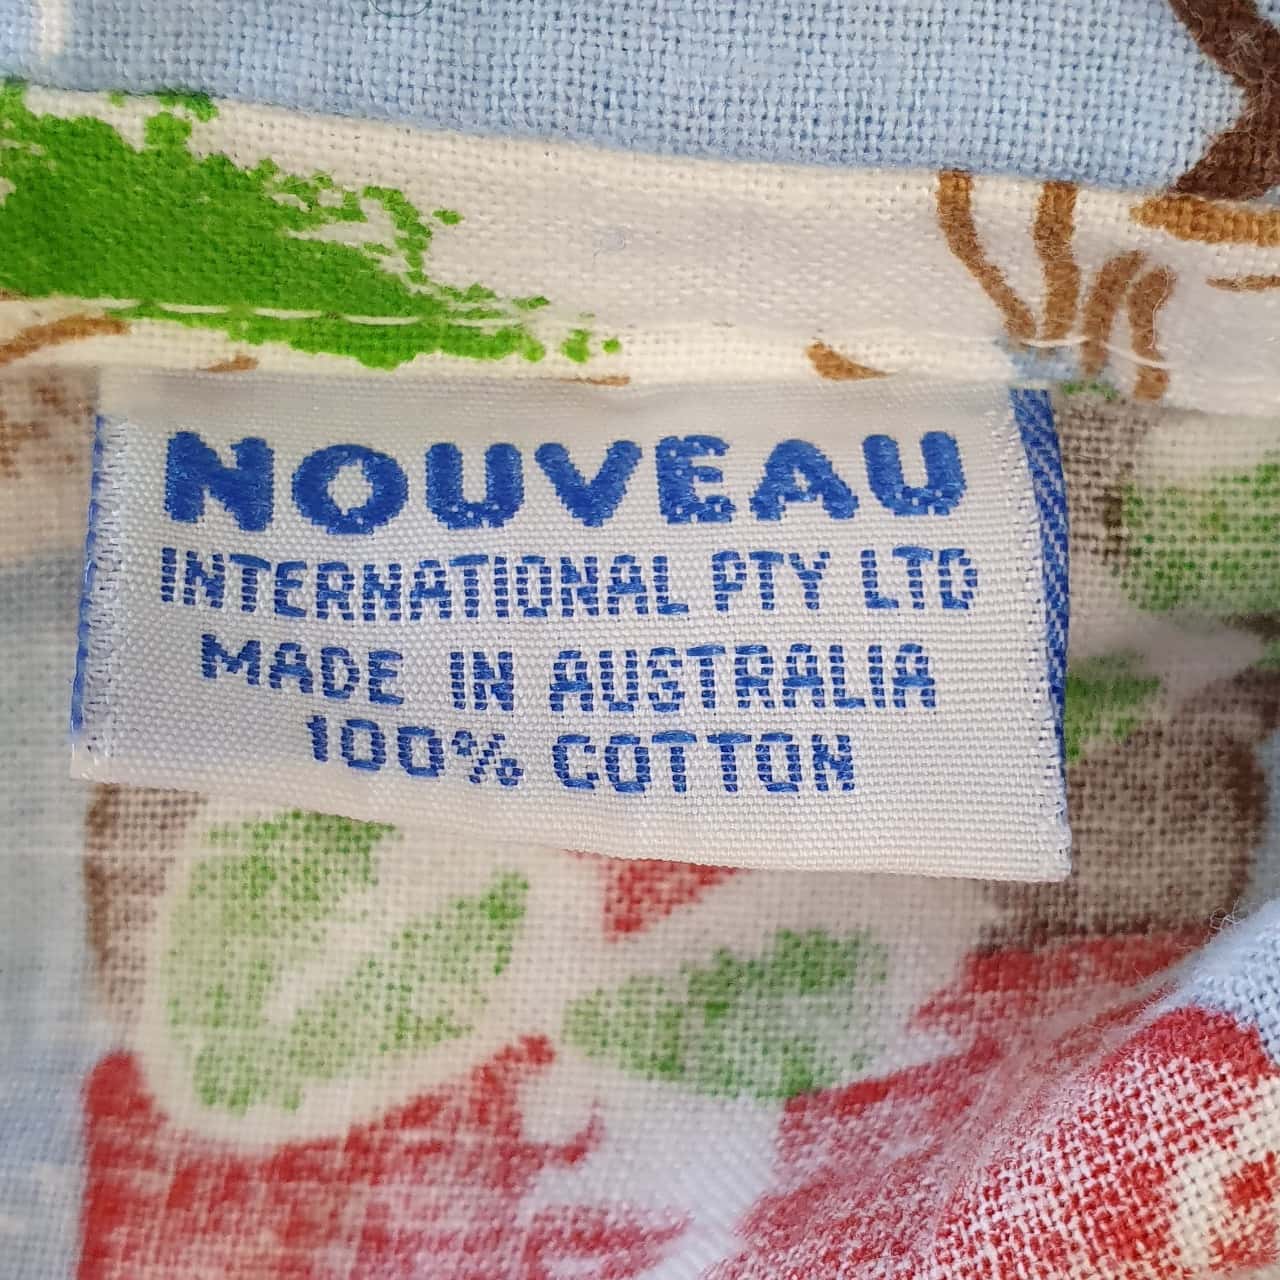 NOUVEAU
INTERNATIONAL PTY LTD
MADE IN AUSTRALIA
100% COTTON